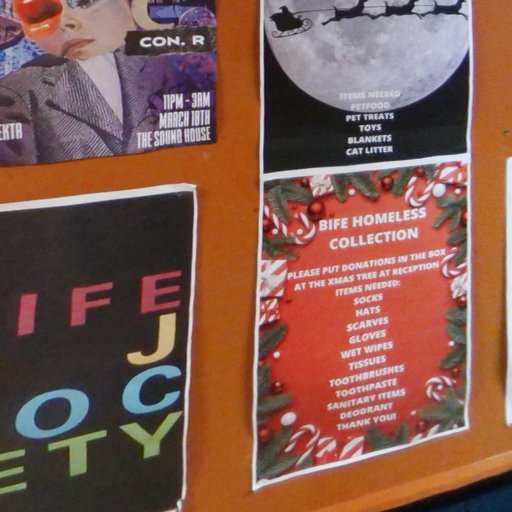 CON. R
11PM - 3AM
MARCH 18TH
THE SOUND HOUSE
EKTA
ITEMS NEEDED
PETFOOD
PET TREATS
TOYS
BLANKETS
CAT LITTER
BIFE HOMELESS
COLLECTION
PLEASE PUT DONATIONS IN THE BOX
AT THE XMAS TREE AT RECEPTION
ITEMS NEEDED:
SOCKS
HATS
SCARVES
GLOVES
WET WIPES
TISSUES
TOOTHBRUSHES
TOOTHPASTE
SANITARY ITEMS
DEODRANT
THANK YOU!
IFE
J
OC
ETY